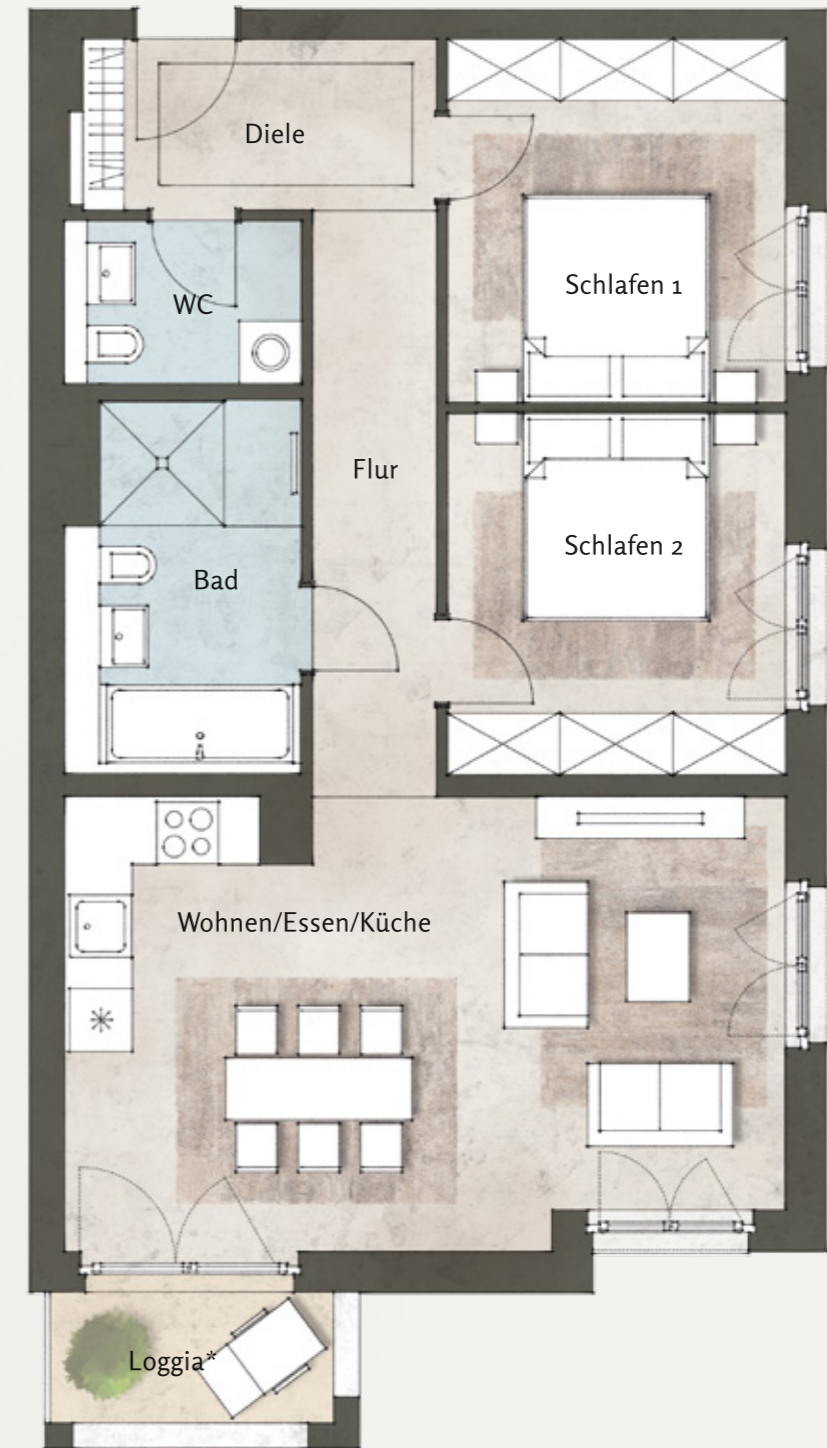 Diele
Schlafen 1
WC
Flur
Schlafen 2
Bad
Wohnen/Essen/Küche
Loggia*